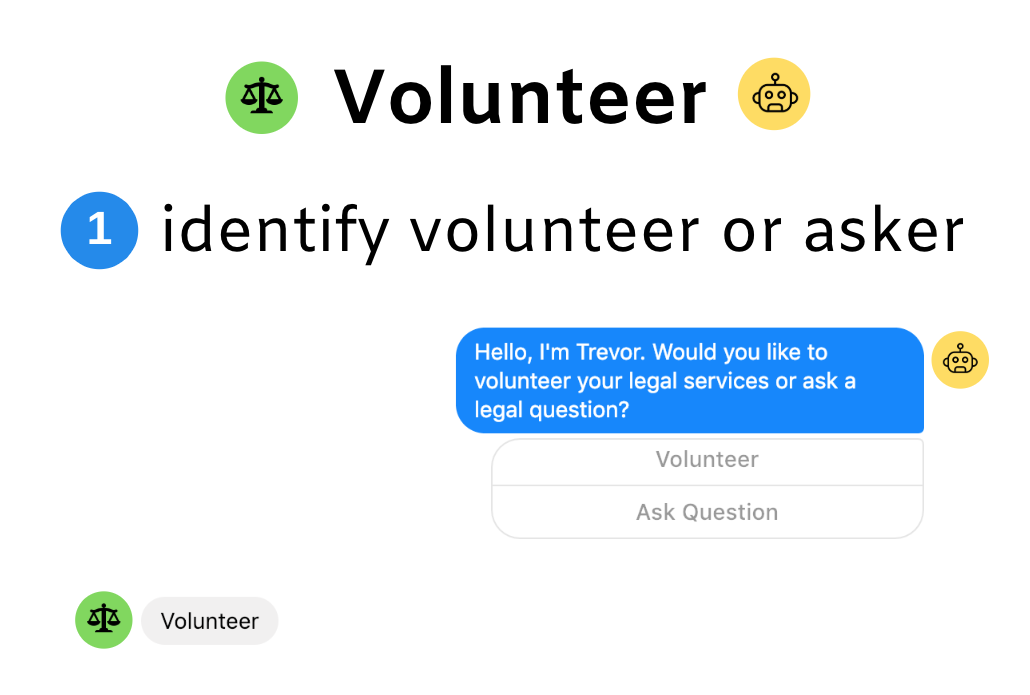 Volunteer
1 identify volunteer or asker
Hello, I'm Trevor. Would you like to
volunteer your legal services or ask a
legal question?
Volunteer
Ask Question
Volunteer